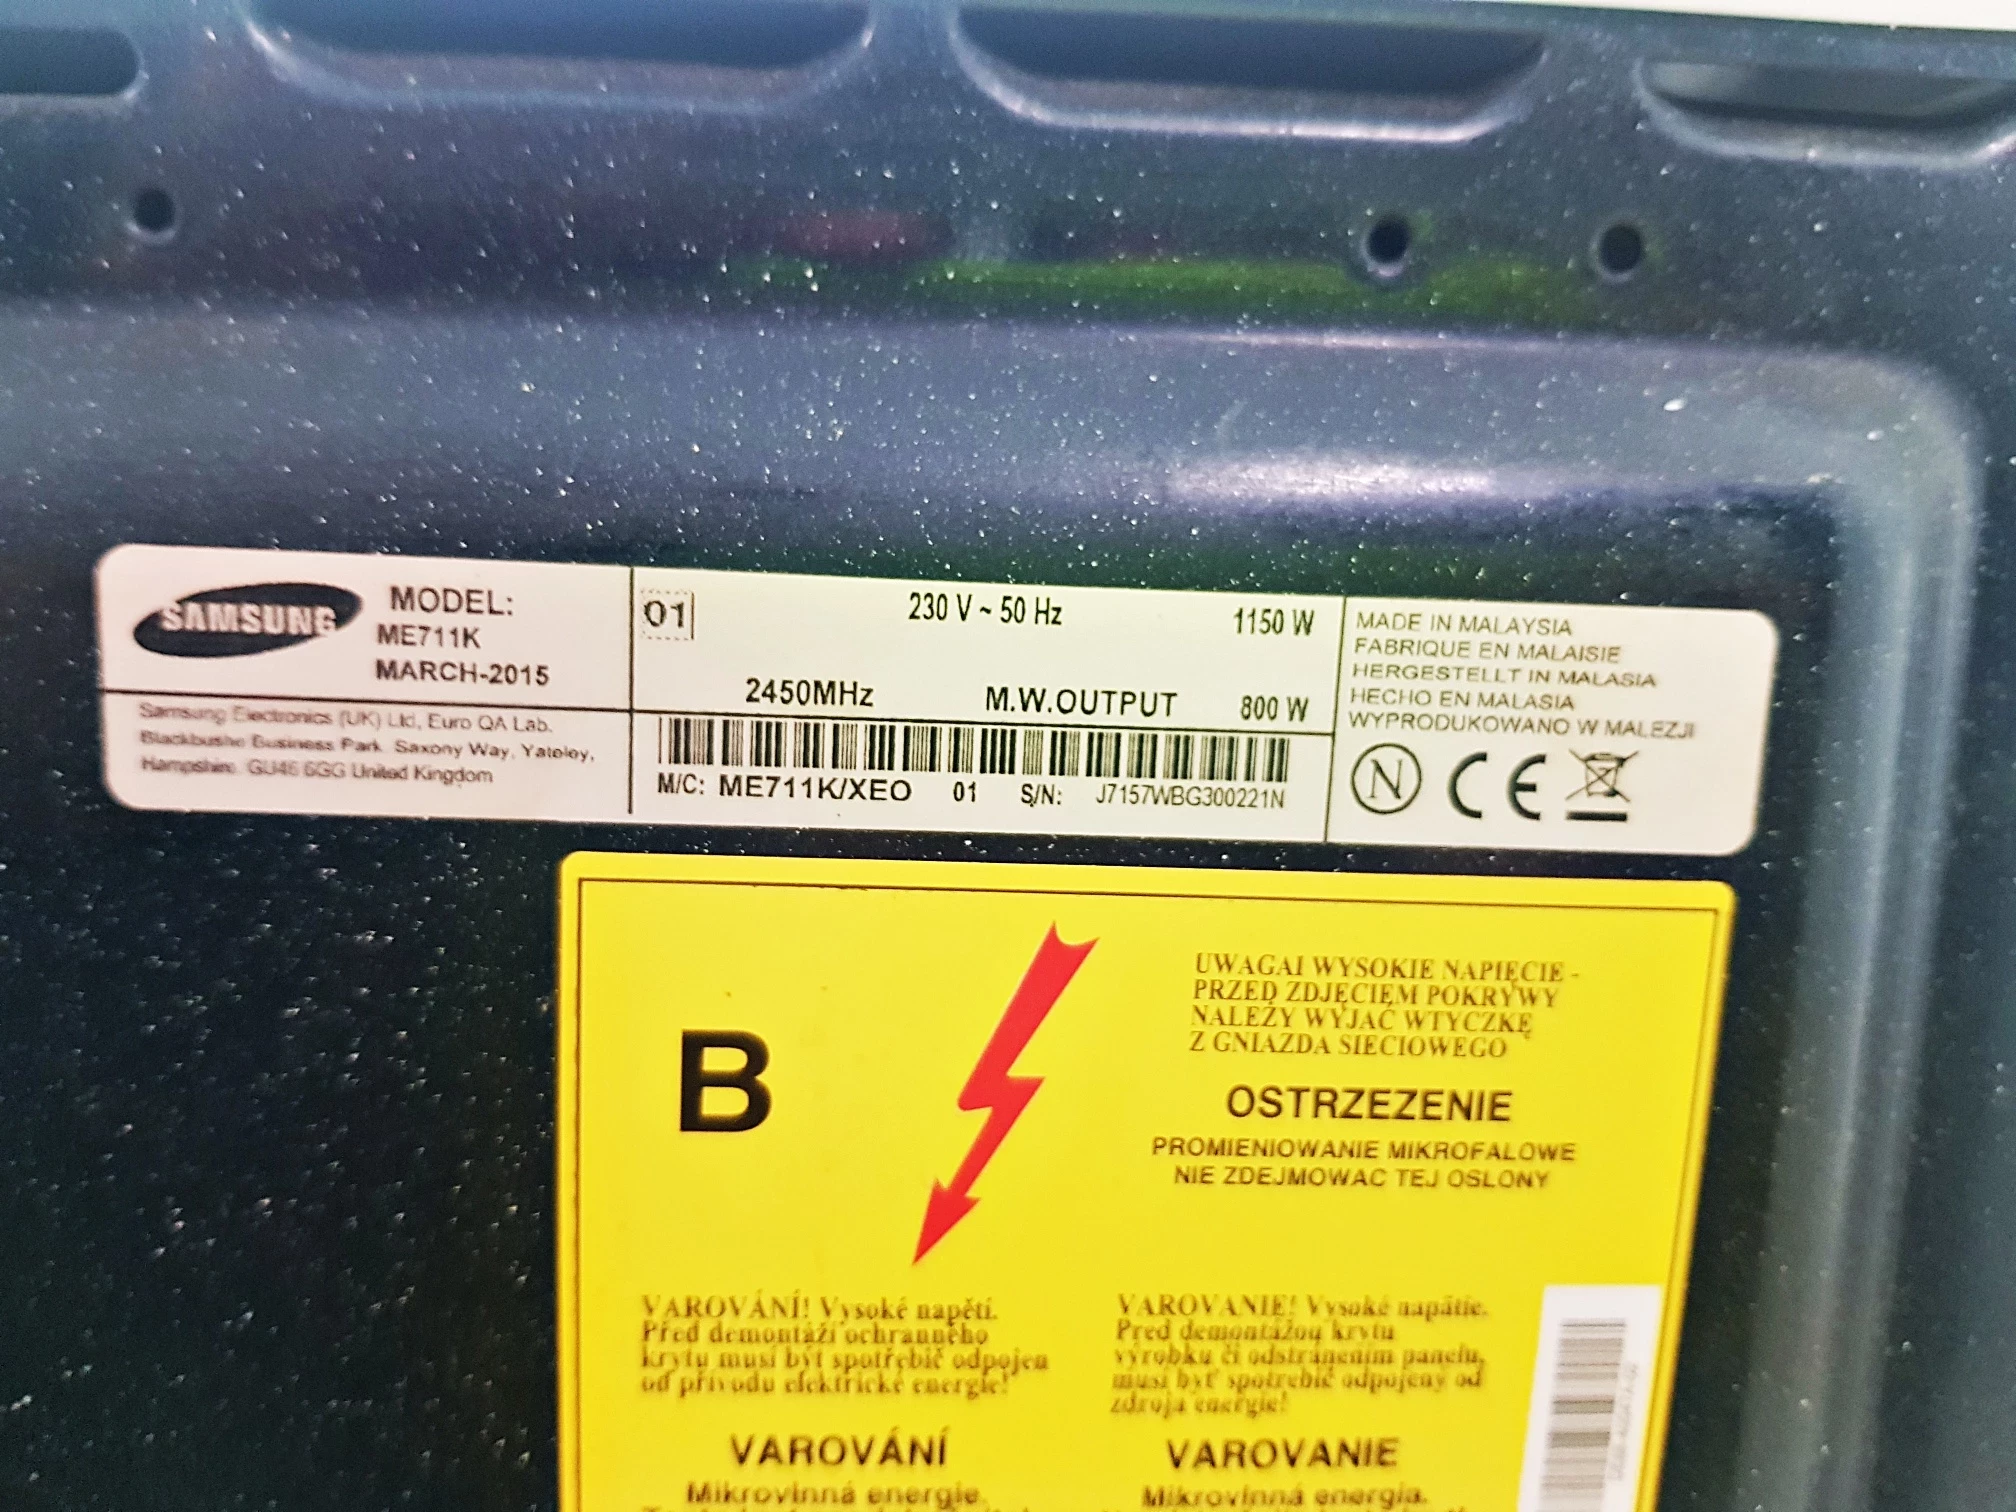 SAMSUNG
MODEL:
ME711K
MARCH-2015
Samsung Electronics (UK) Ltd, Euro QA Lab.
Blackbushe Business Park. Saxony Way, Yateley,
Hampshire. GU46 6GG United Kingdom
01
230 V ~ 50 Hz
1150 W
2450MHz
M.W.OUTPUT
800 W
M/C: ME711K/XEO 01 S/N: J7157WBG300221N
MADE IN MALAYSIA
FABRIQUE EN MALAISIE
HERGESTELLT IN MALASIA
HECHO EN MALASIA
WYPRODUKOWANO W MALEZJI
N CE
B
UWAGA! WYSOKIE NAPIĘCIE -
PRZED ZDJĘCIEM POKRYWY
NALEŻY WYJĄĆ WTYCZKĘ
Z GNIAZDA SIECIOWEGO
OSTRZEZENIE
PROMIENIOWANIE MIKROFALOWE
NIE ZDEJMOWAC TEJ OSLONY
VAROVÁNÍ! Vysoké napětí.
Před demontáží ochranného
krytu musí být spotřebič odpojen
od přívodu elektrické energie!
VAROVANIE! Vysoké napätie.
Pred demontážou krytu
výrobku či odstránením panelu,
musí byť spotrebič odpojený od
zdroja energie!
VAROVÁNÍ
Mikrovlnná energie.
VAROVANIE
Mikrovlnná energia.